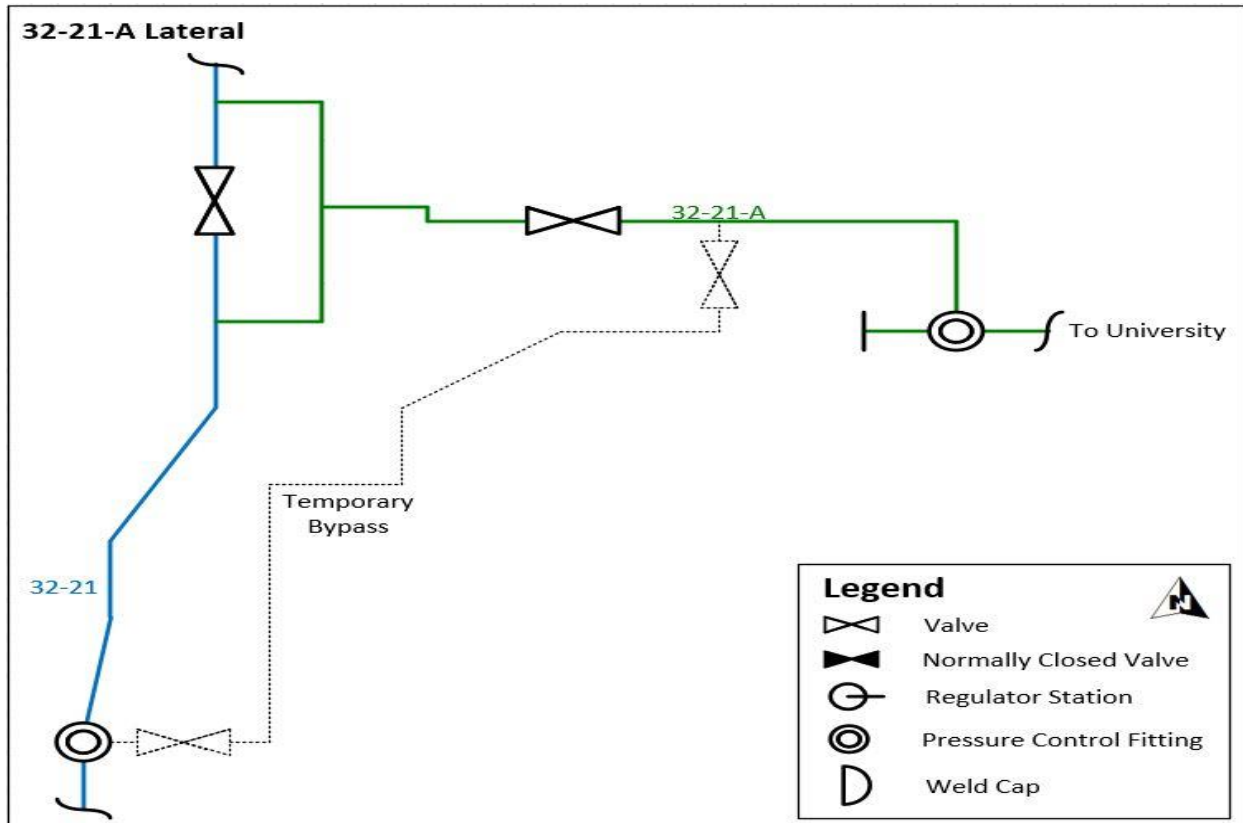 32-21-A Lateral
32-21-A
To University
Temporary
Bypass
32-21
Legend
N
Valve
Normally Closed Valve
Regulator Station
Pressure Control Fitting
Weld Cap